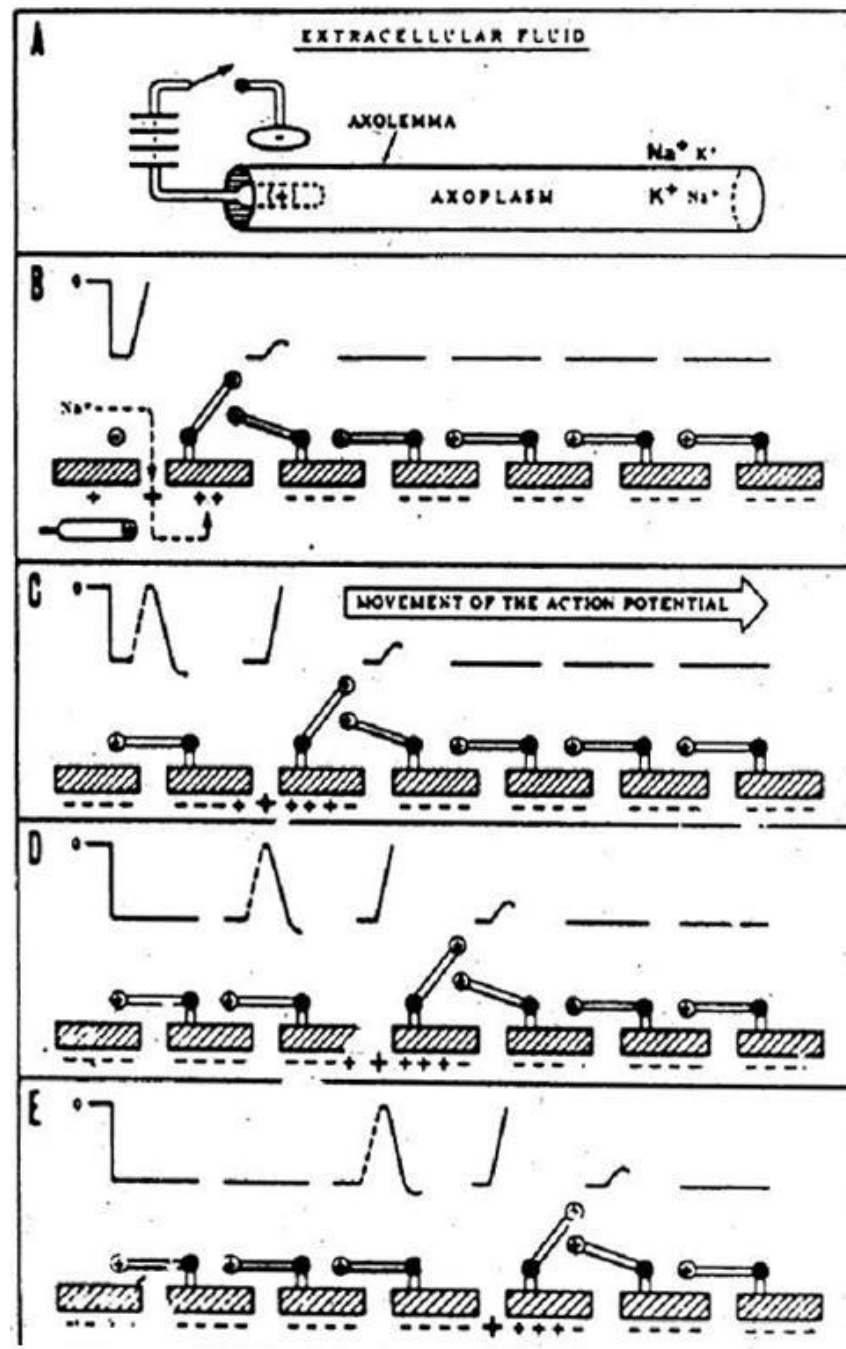 A
EXTRACELLULAR FLUID
AXOLEMMA
Na⁺ K⁺
AXOPLASM
K⁺ Na⁺
B
Na⁺
C
MOVEMENT OF THE ACTION POTENTIAL
D
E